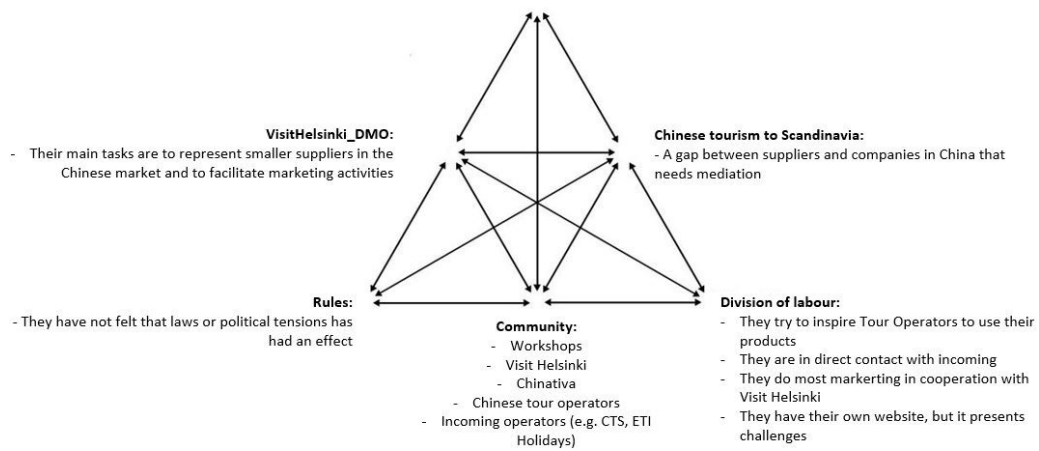 VisitHelsinki_DMO:
- Their main tasks are to represent smaller suppliers in the
Chinese market and to facilitate marketing activities
Chinese tourism to Scandinavia:
- A gap between suppliers and companies in China that
needs mediation
Rules:
- They have not felt that laws or political tensions has
had an effect
Community:
- Workshops
- Visit Helsinki
- Chinativa
- Chinese tour operators
- Incoming operators (e.g. CTS, ETI
Holidays)
Division of labour:
- They try to inspire Tour Operators to use their
products
- They are in direct contact with incoming
- They do most markerting in cooperation with
Visit Helsinki
- They have their own website, but it presents
challenges